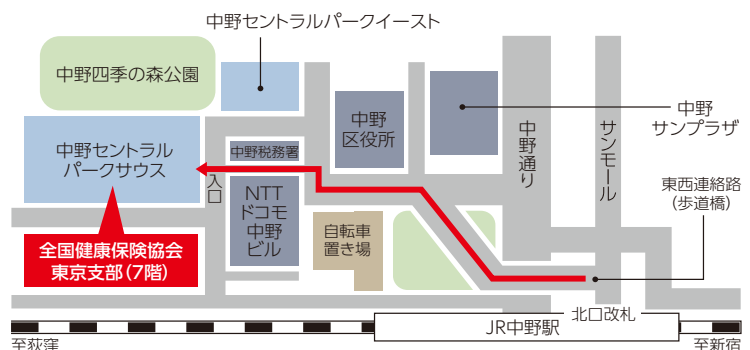 中野セントラルパークイースト
中野四季の森公園
中野
サンプラザ
中野
区役所
中野通り
サンモール
中野セントラル
パークサウス
中野税務署
入口
東西連絡路
(歩道橋)
NTT
ドコモ
中野
ビル
自転車
置き場
全国健康保険協会
東京支部(7階)
北口改札
JR中野駅
至荻窪
至新宿